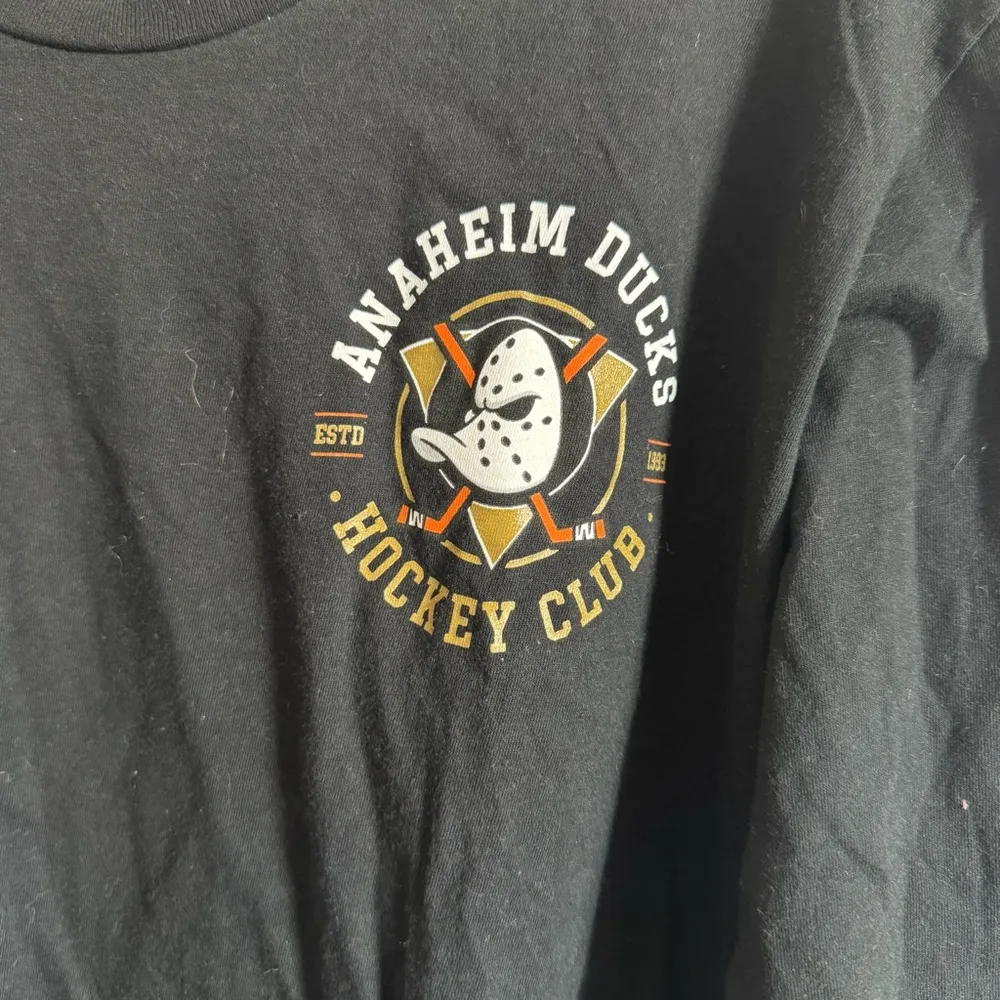 ANAHEIM DUCKS
ESTD
1993
HOCKEY CLUB